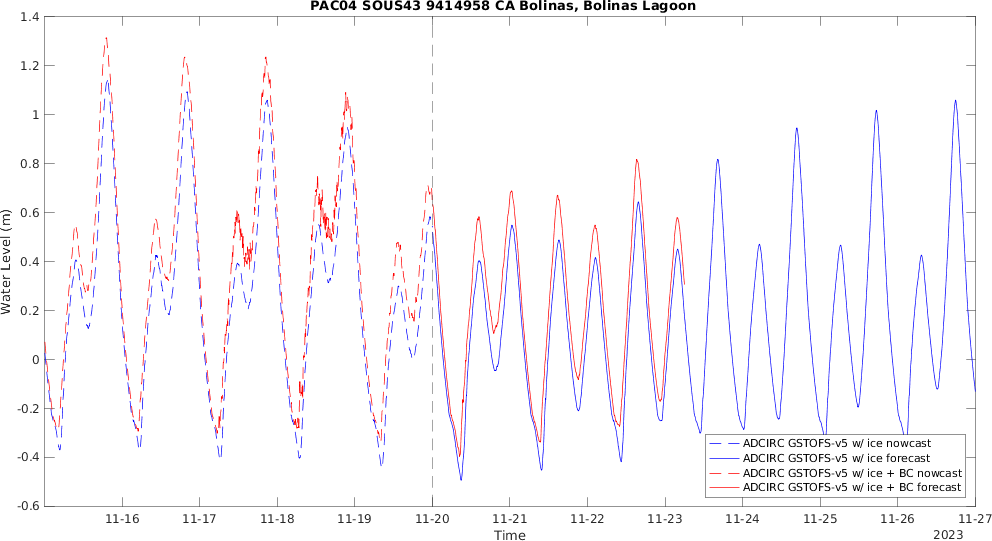 PAC04 SOUS43 9414958 CA Bolinas, Bolinas Lagoon
1.4
1.2
1
0.8
0.6
0.4
0.2
0
-0.2
-0.4
-0.6
Water Level (m)
11-16 11-17 11-18 11-19 11-20 11-21 11-22 11-23 11-24 11-25 11-26 11-27
Time
2023
ADCIRC GSTOFS-v5 w/ ice nowcast
ADCIRC GSTOFS-v5 w/ ice forecast
ADCIRC GSTOFS-v5 w/ ice + BC nowcast
ADCIRC GSTOFS-v5 w/ ice + BC forecast